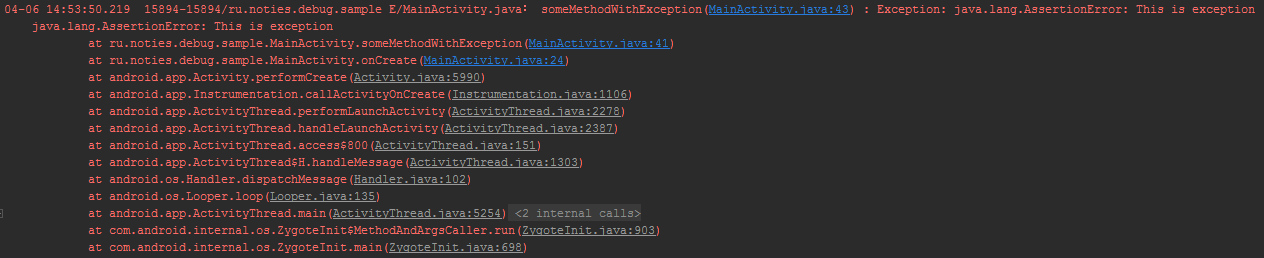 04-06 14:53:50.219  15894-15894/ru.noties.debug.sample E/MainActivity.java:  someMethodWithException(MainActivity.java:43) : Exception: java.lang.AssertionError: This is exception
java.lang.AssertionError: This is exception
at ru.noties.debug.sample.MainActivity.someMethodWithException(MainActivity.java:41)
at ru.noties.debug.sample.MainActivity.onCreate(MainActivity.java:24)
at android.app.Activity.performCreate(Activity.java:5990)
at android.app.Instrumentation.callActivityOnCreate(Instrumentation.java:1106)
at android.app.ActivityThread.performLaunchActivity(ActivityThread.java:2278)
at android.app.ActivityThread.handleLaunchActivity(ActivityThread.java:2387)
at android.app.ActivityThread.access$800(ActivityThread.java:151)
at android.app.ActivityThread$H.handleMessage(ActivityThread.java:1303)
at android.os.Handler.dispatchMessage(Handler.java:102)
at android.os.Looper.loop(Looper.java:135)
at android.app.ActivityThread.main(ActivityThread.java:5254) <2 internal calls>
at com.android.internal.os.ZygoteInit$MethodAndArgsCaller.run(ZygoteInit.java:903)
at com.android.internal.os.ZygoteInit.main(ZygoteInit.java:698)